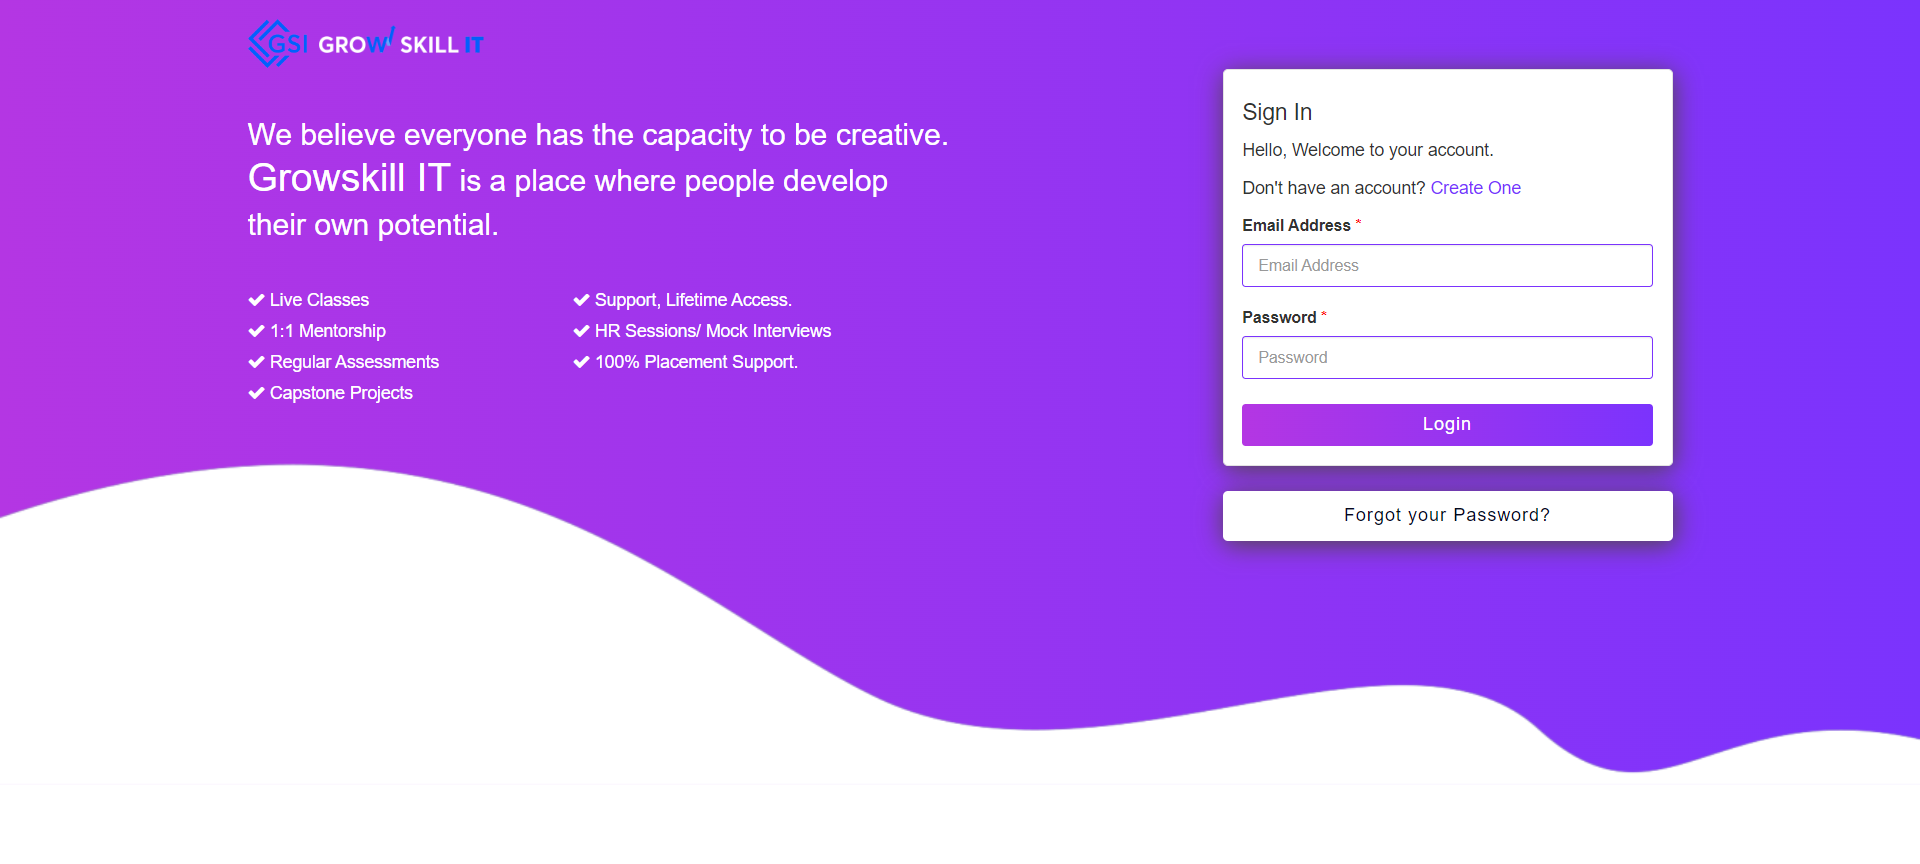 GSI GROW SKILL IT
We believe everyone has the capacity to be creative.
Growskill IT is a place where people develop
their own potential.
Live Classes
1:1 Mentorship
Regular Assessments
Capstone Projects
Support, Lifetime Access.
HR Sessions/ Mock Interviews
100% Placement Support.
Sign In
Hello, Welcome to your account.
Don't have an account? Create One
Email Address *
Email Address
Password *
Password
Login
Forgot your Password?